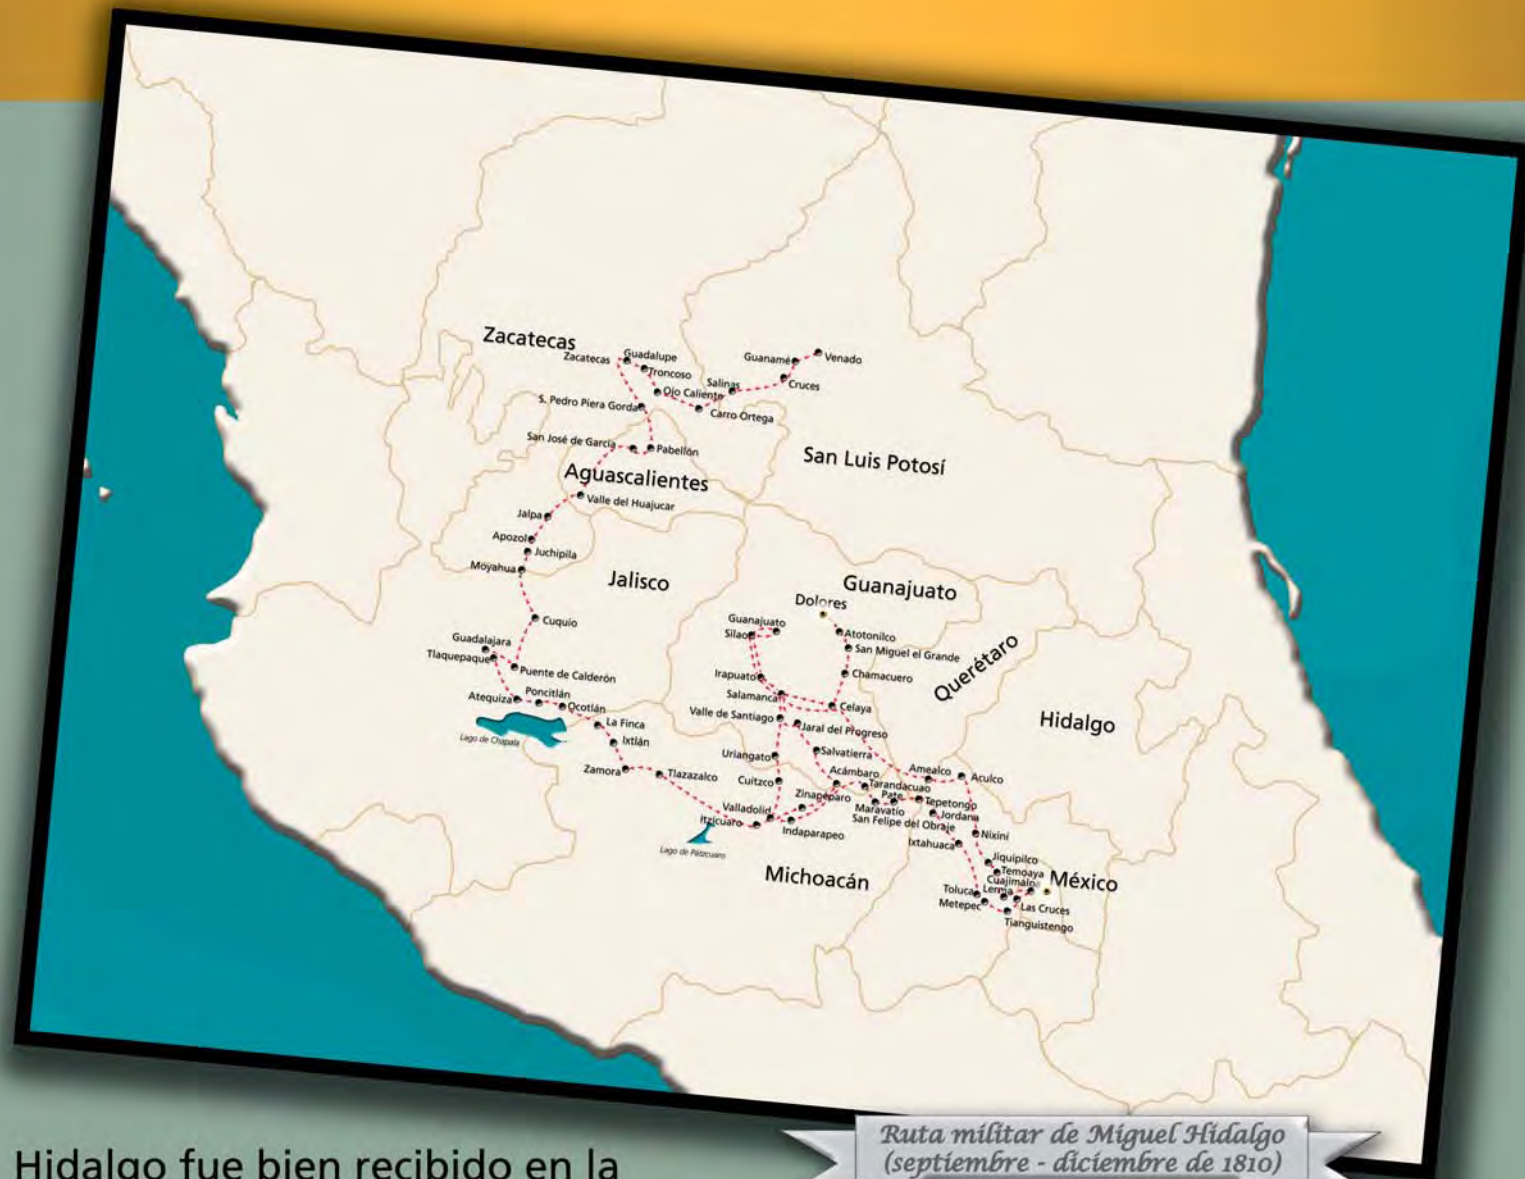 Zacatecas
Zacatecas
Guadalupe
Troncoso
Ojo Caliente
Salinas
Guanamé
Venado
Cruces
Carro Ortega
S. Pedro Piera Gorda
San José de García
Pabellón
San Luis Potosí
Aguascalientes
Valle del Huajucar
Jalpa
Apozol
Juchipila
Moyahua
Jalisco
Guanajuato
Dolores
Guanajuato
Silao
Atotonilco
San Miguel el Grande
Querétaro
Cuquio
Guadalajara
Tlaquepaque
Puente de Calderón
Irapuato
Chamacuero
Salamanca
Celaya
Atequiza
Poncitlán
Ocotlán
Valle de Santiago
Jaral del Progreso
Hidalgo
La Finca
Lago de Chapala
Ixtlán
Uriangato
Salvatierra
Zamora
Tlazazalco
Cuitzco
Acámbaro
Amealco
Aculco
Tarandacuao
Zinapéparo
Pate
Tepetongo
Valladolid
Maravatío
Jordana
Itzícuaro
Indaparapeo
San Felipe del Obraje
Nixini
Lago de Pátzcuaro
Ixtahuaca
Jiquipilco
Michoacán
Temoaya
México
Cuajimalpa
Toluca
Lerma
Metepec
Las Cruces
Tianguistengo
Hidalgo fue bien recibido en la
Ruta militar de Miguel Hidalgo
(septiembre - diciembre de 1810)